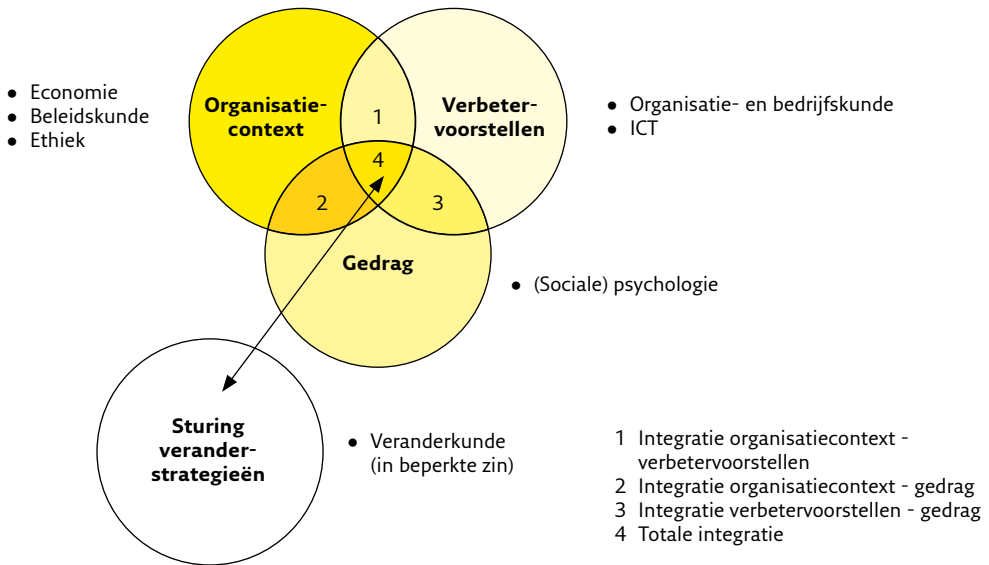 • Economie
• Beleidskunde
• Ethiek
Organisatie-
context
1
Verbeter-
voorstellen
• Organisatie- en bedrijfskunde
• ICT
4
2
3
Gedrag
• (Sociale) psychologie
Sturing
verander-
strategieën
• Veranderkunde
(in beperkte zin)
1 Integratie organisatiecontext -
verbetervoorstellen
2 Integratie organisatiecontext - gedrag
3 Integratie verbetervoorstellen - gedrag
4 Totale integratie